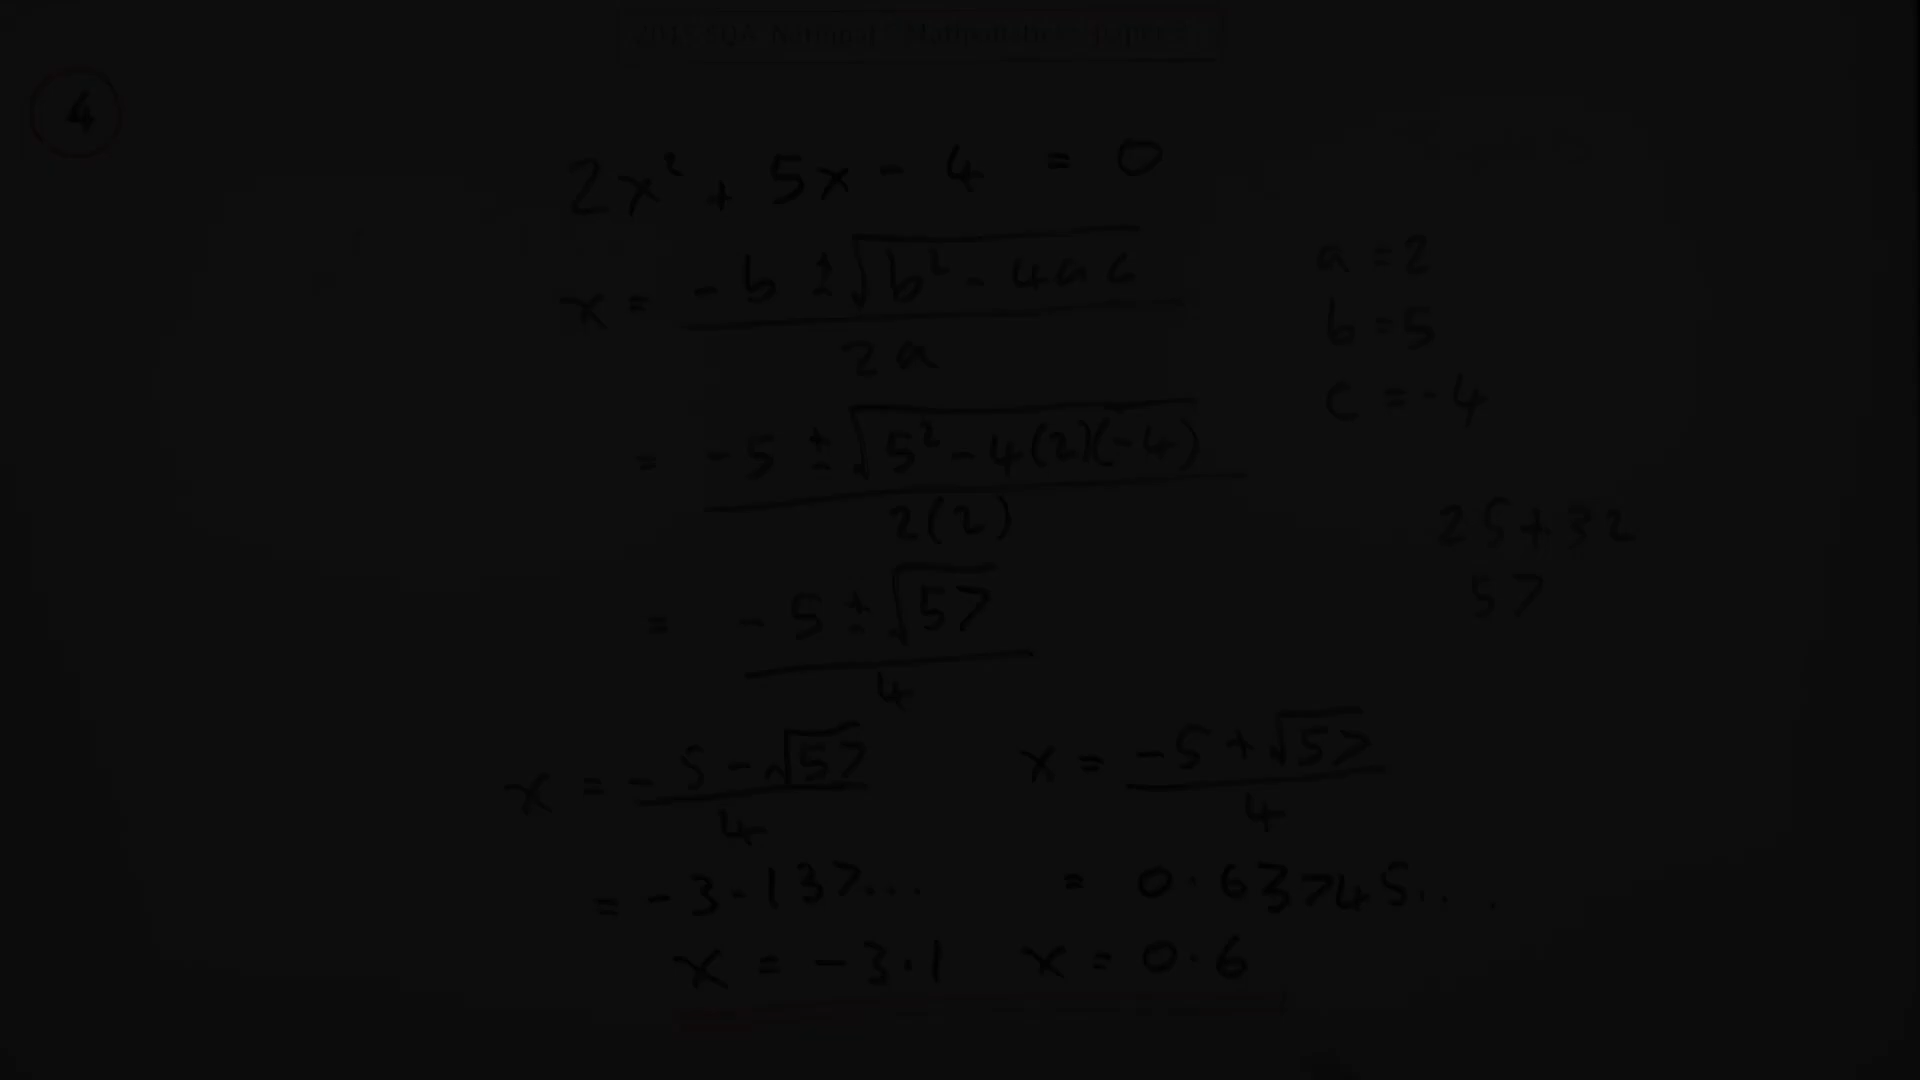 4
2x² + 5x - 4 = 0
x = -b ± √(b² - 4ac) / 2a
a = 2
b = 5
c = -4
= -5 ± √(5² - 4(2)(-4)) / 2(2)
25 + 32
57
= -5 ± √57 / 4
x = -5 - √57 / 4
x = -5 + √57 / 4
= -3.137...
= 0.63745...
x = -3.1 x = 0.6